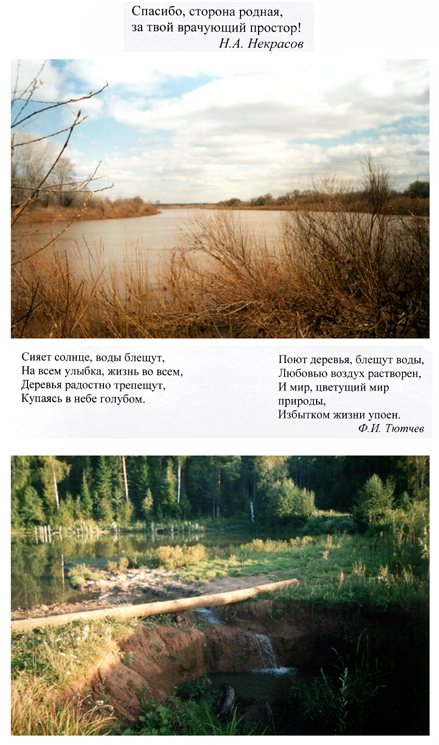 Спасибо, сторона родная,
за твой врачующий простор!
Н.А. Некрасов
Сияет солнце, воды блещут,
На всем улыбка, жизнь во всем,
Деревья радостно трепещут,
Купаясь в небе голубом.
Поют деревья, блещут воды,
Любовью воздух растворен,
И мир, цветущий мир
природы,
Избытком жизни упоен.
Ф.И. Тютчев